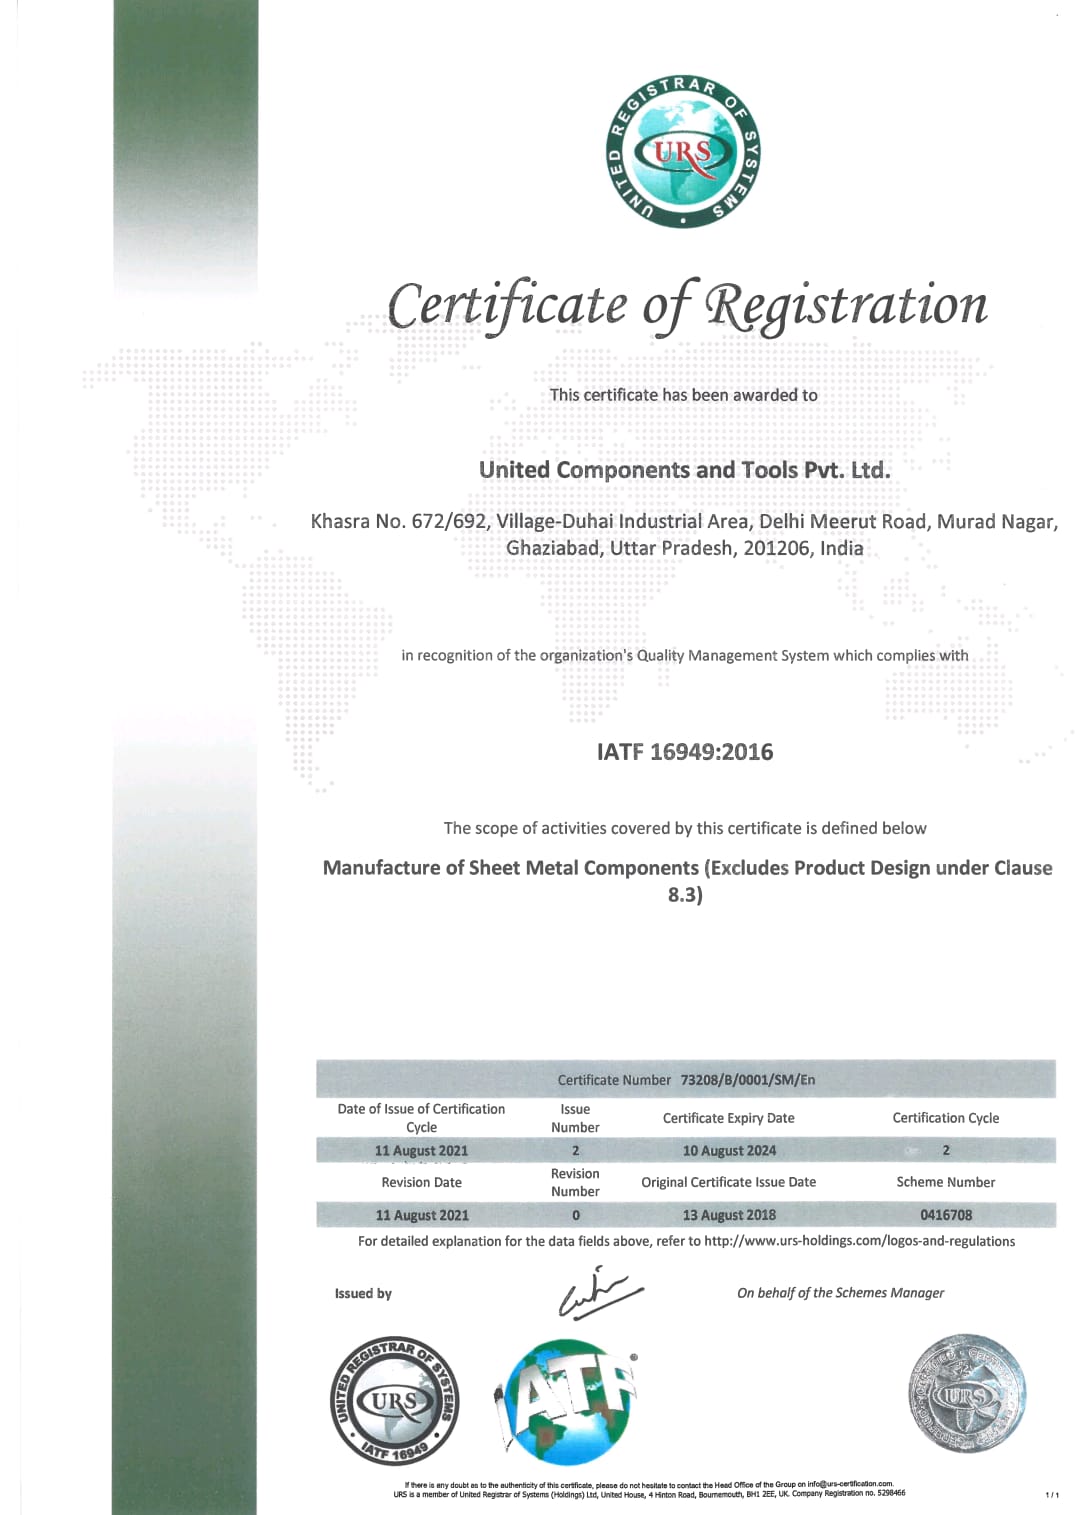 UNITED REGISTRAR OF SYSTEMS
URS
Certificate of Registration
This certificate has been awarded to
United Components and Tools Pvt. Ltd.
Khasra No. 672/692, Village-Duhai Industrial Area, Delhi Meerut Road, Murad Nagar,
Ghaziabad, Uttar Pradesh, 201206, India
in recognition of the organization's Quality Management System which complies with
IATF 16949:2016
The scope of activities covered by this certificate is defined below
Manufacture of Sheet Metal Components (Excludes Product Design under Clause
8.3)
Certificate Number 73208/B/0001/SM/En
Date of Issue of Certification Cycle
Issue Number
Certificate Expiry Date
Certification Cycle
11 August 2021 2 10 August 2024 2
Revision Date
Revision Number
Original Certificate Issue Date
Scheme Number
11 August 2021 0 13 August 2018 0416708
For detailed explanation for the data fields above, refer to http://www.urs-holdings.com/logos-and-regulations
Issued by
On behalf of the Schemes Manager
UNITED REGISTRAR OF SYSTEMS
URS
IATF 16949
IATF®
URS
If there is any doubt as to the authenticity of this certificate, please do not hesitate to contact the Head Office of the Group on info@urs-certification.com.
URS is a member of United Registrar of Systems (Holdings) Ltd, United House, 4 Hinton Road, Bournemouth, BH1 2EE, UK. Company Registration no. 5298466
1 / 1